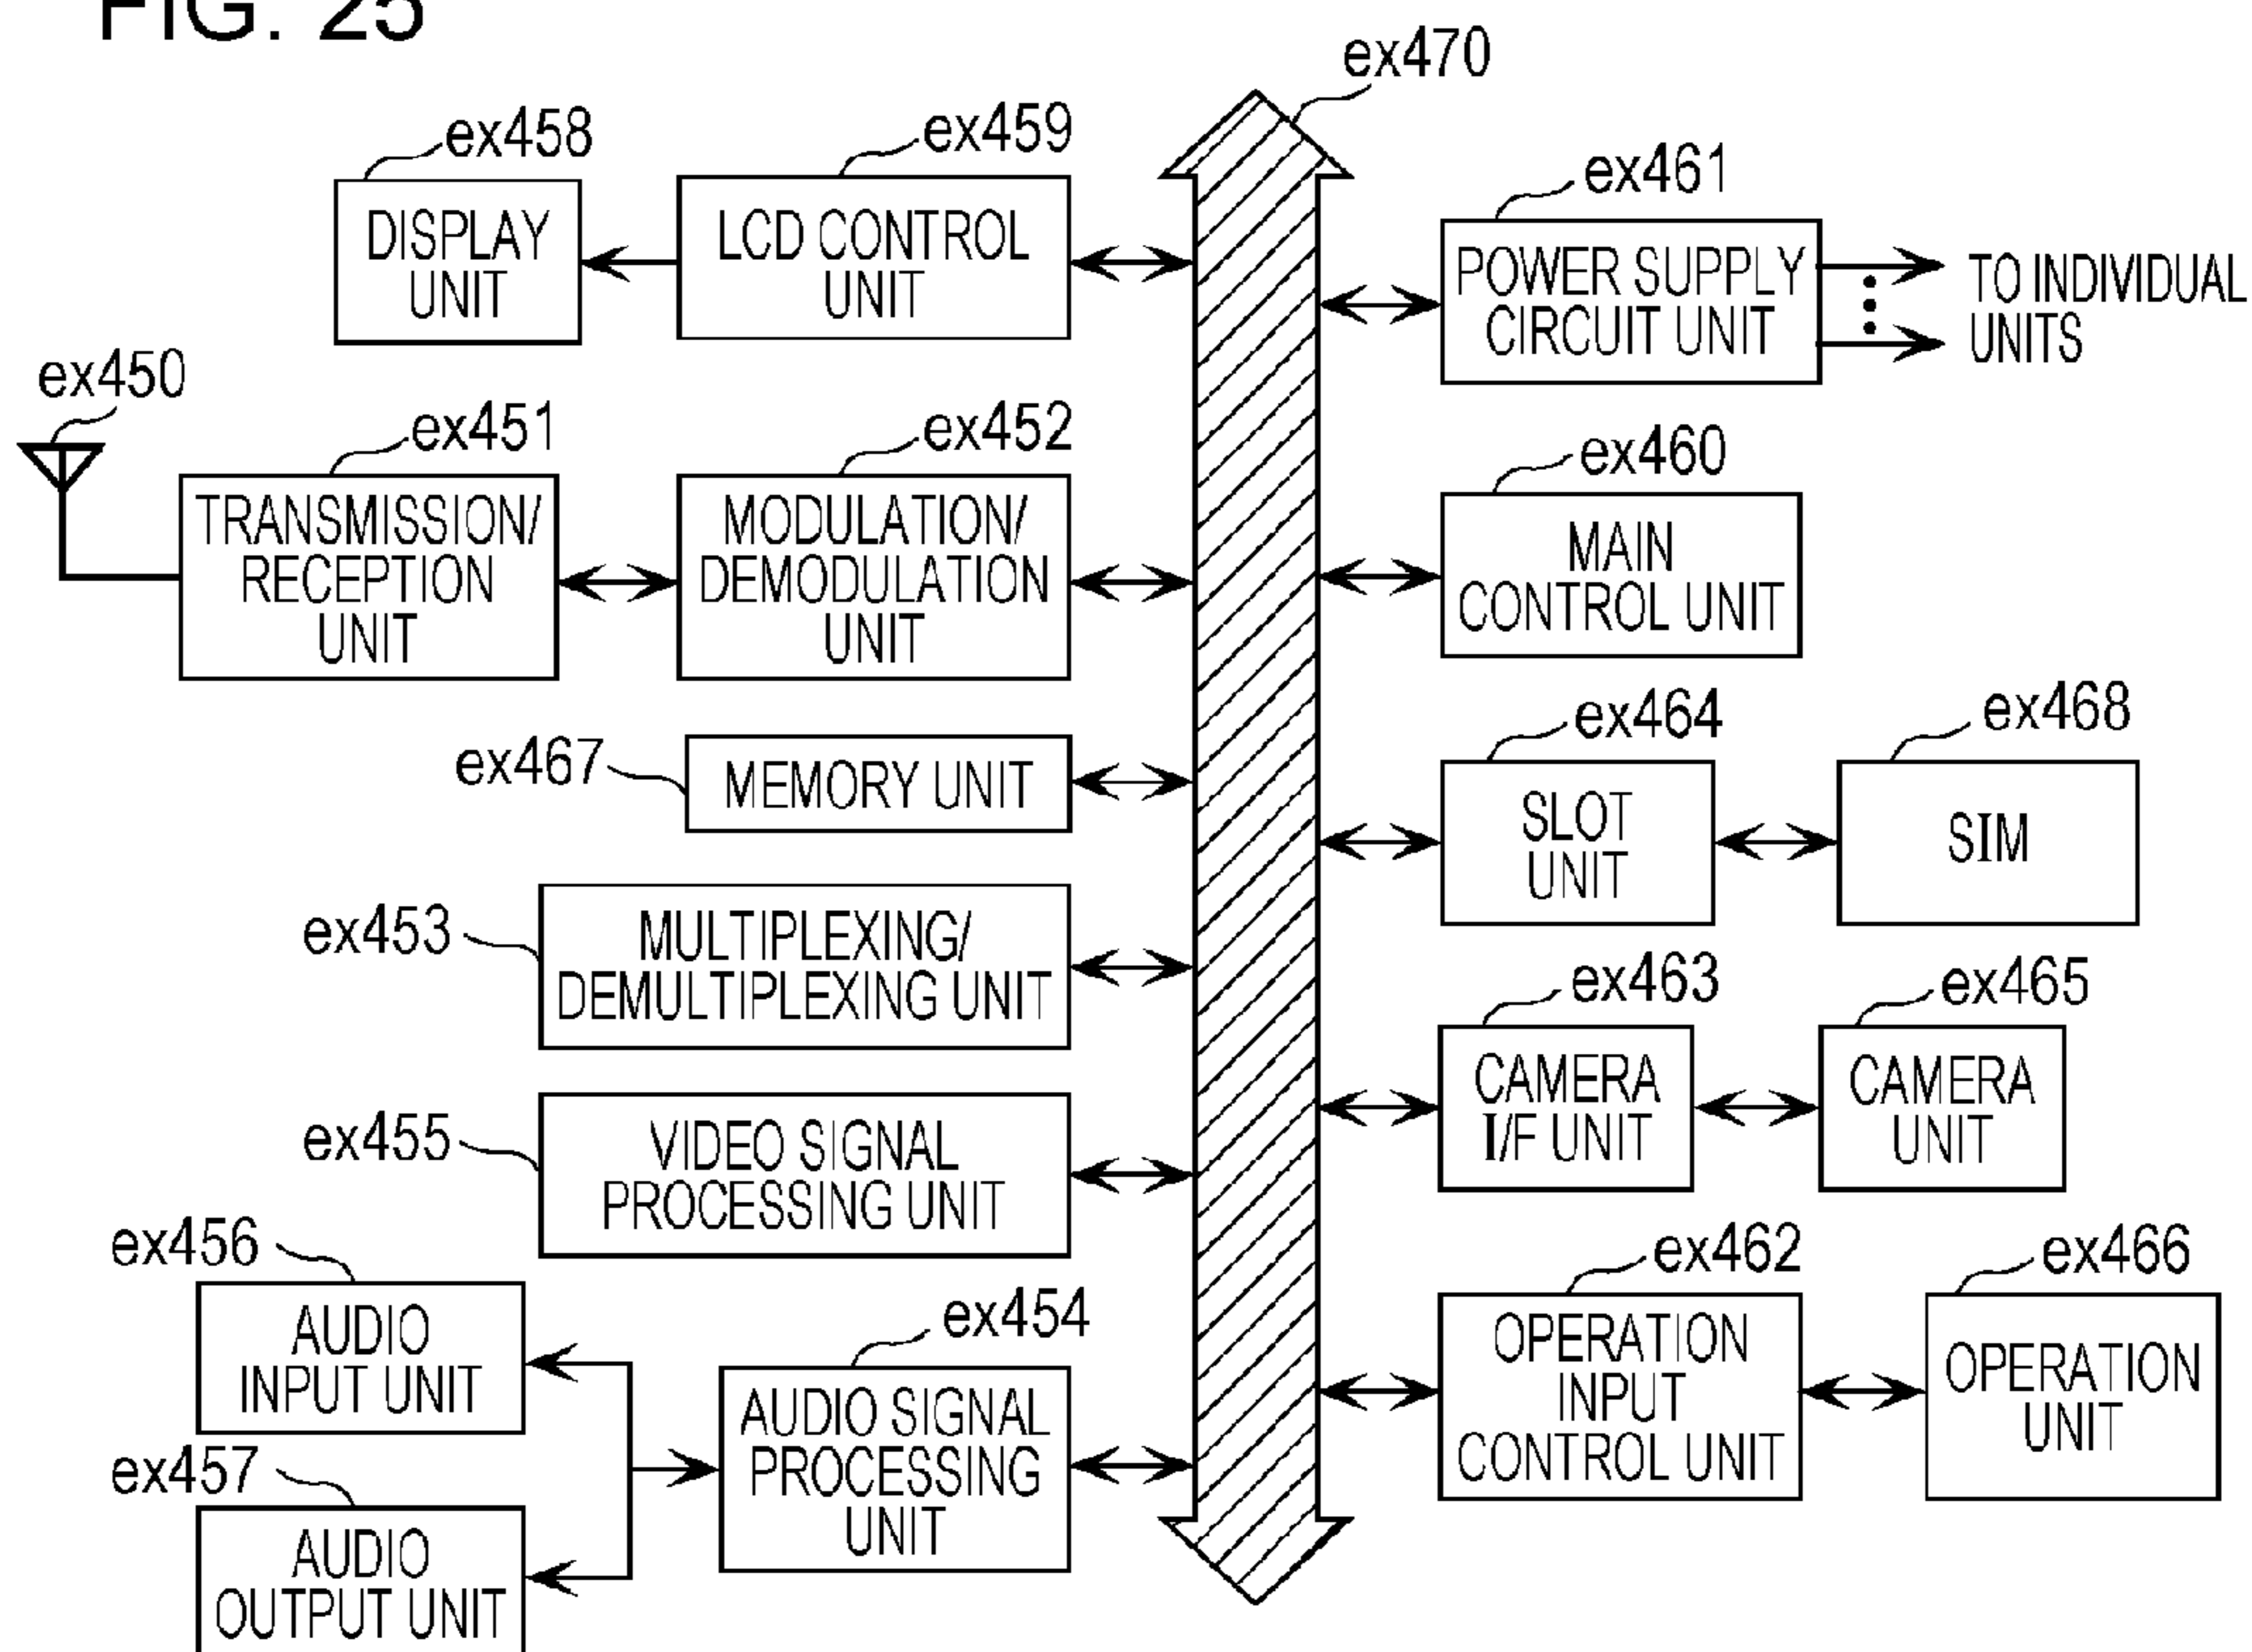 FIG. 25
ex470
ex458
DISPLAY
UNIT
ex459
LCD CONTROL
UNIT
ex461
POWER SUPPLY
CIRCUIT UNIT
TO INDIVIDUAL
UNITS
ex450
ex451
TRANSMISSION/
RECEPTION
UNIT
ex452
MODULATION/
DEMODULATION
UNIT
ex460
MAIN
CONTROL UNIT
ex467
MEMORY UNIT
ex464
SLOT
UNIT
ex468
SIM
ex453
MULTIPLEXING/
DEMULTIPLEXING UNIT
ex463
CAMERA
I/F UNIT
ex465
CAMERA
UNIT
ex455
VIDEO SIGNAL
PROCESSING UNIT
ex456
AUDIO
INPUT UNIT
ex454
AUDIO SIGNAL
PROCESSING
UNIT
ex462
OPERATION
INPUT
CONTROL UNIT
ex466
OPERATION
UNIT
ex457
AUDIO
OUTPUT UNIT